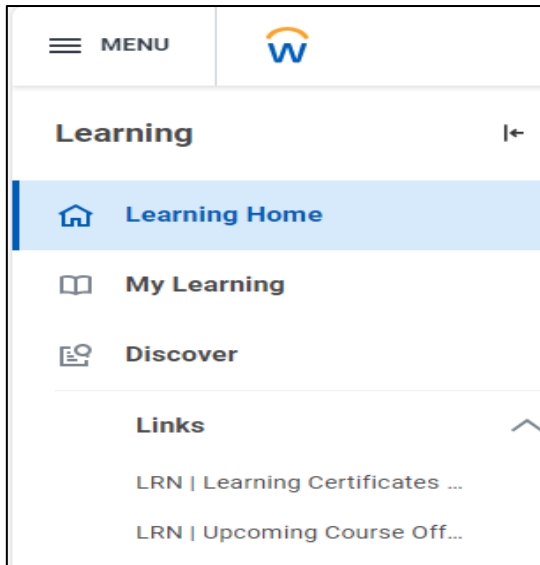 MENU
Learning
Learning Home
My Learning
Discover
Links
LRN | Learning Certificates ...
LRN | Upcoming Course Off...